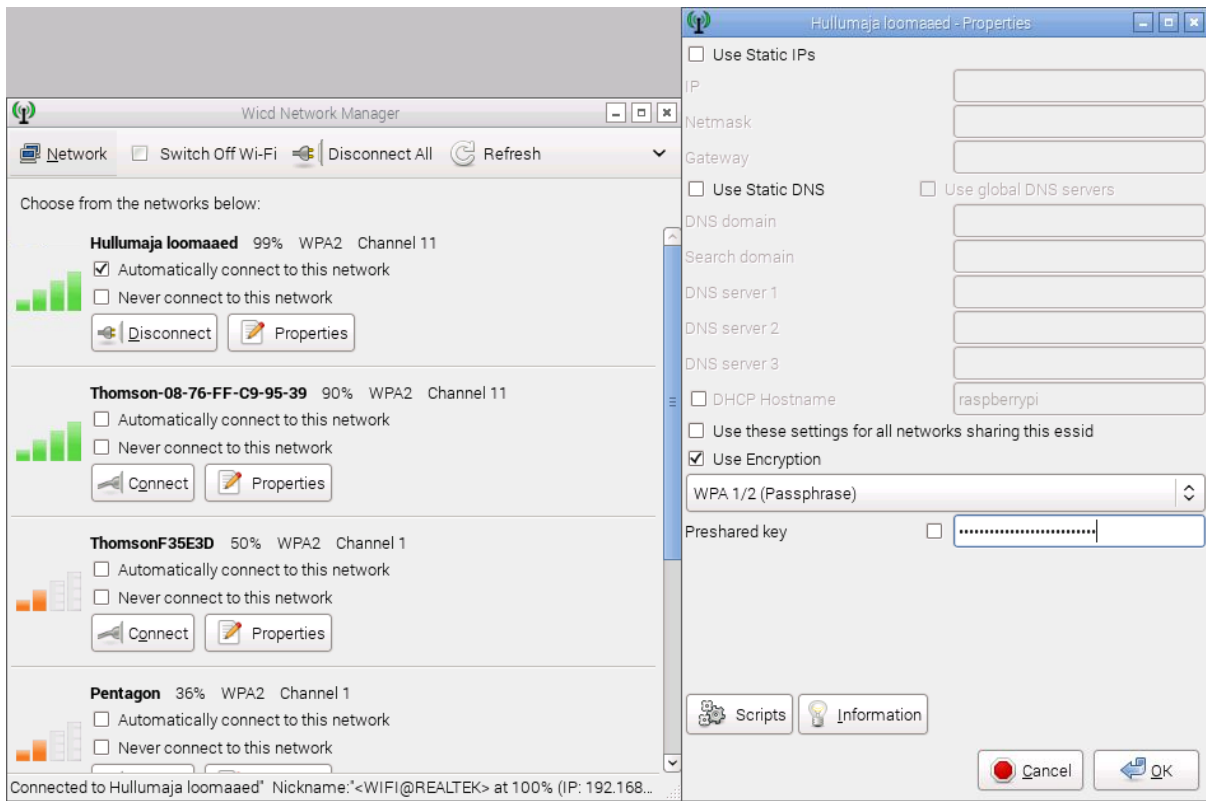 Wicd Network Manager
Network Switch Off Wi-Fi Disconnect All Refresh
Choose from the networks below:
Hullumaja loomaaed 99% WPA2 Channel 11
Automatically connect to this network
Never connect to this network
Disconnect Properties
Thomson-08-76-FF-C9-95-39 90% WPA2 Channel 11
Automatically connect to this network
Never connect to this network
Connect Properties
ThomsonF35E3D 50% WPA2 Channel 1
Automatically connect to this network
Never connect to this network
Connect Properties
Pentagon 36% WPA2 Channel 1
Automatically connect to this network
Never connect to this network
Connected to Hullumaja loomaaed" Nickname:"<WIFI@REALTEK> at 100% (IP: 192.168...
Hullumaja loomaaed - Properties
Use Static IPs
IP
Netmask
Gateway
Use Static DNS Use global DNS servers
DNS domain
Search domain
DNS server 1
DNS server 2
DNS server 3
DHCP Hostname raspberrypi
Use these settings for all networks sharing this essid
Use Encryption
WPA 1/2 (Passphrase)
Preshared key
Scripts Information
Cancel OK